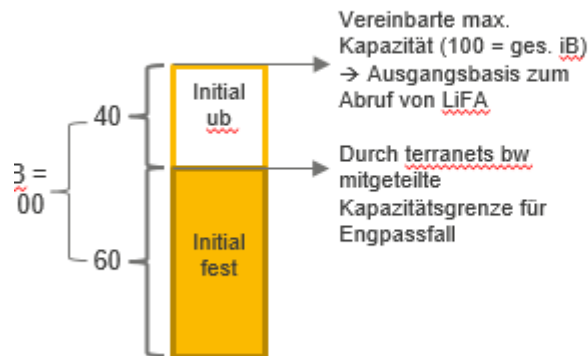 Vereinbarte max.
Kapazität (100 = ges. iB)
→ Ausgangsbasis zum
Abruf von LiFA
Initial
ub
40
B =
00
Durch terranets bw
mitgeteilte
Kapazitätsgrenze für
Engpassfall
Initial
fest
60